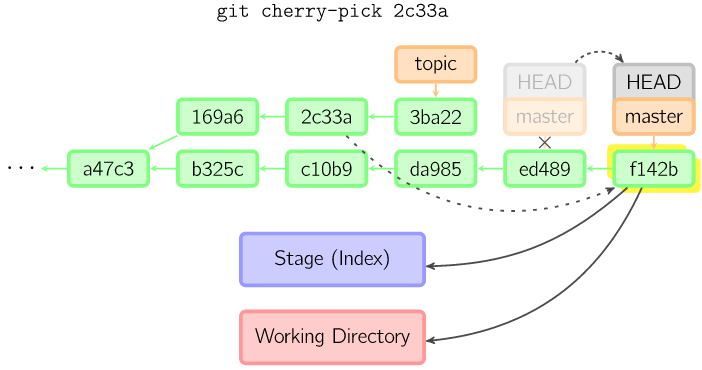 git cherry-pick 2c33a
topic
HEAD HEAD
169a6 2c33a 3ba22 master master
··· a47c3 b325c c10b9 da985 ed489 f142b
Stage (Index)
Working Directory